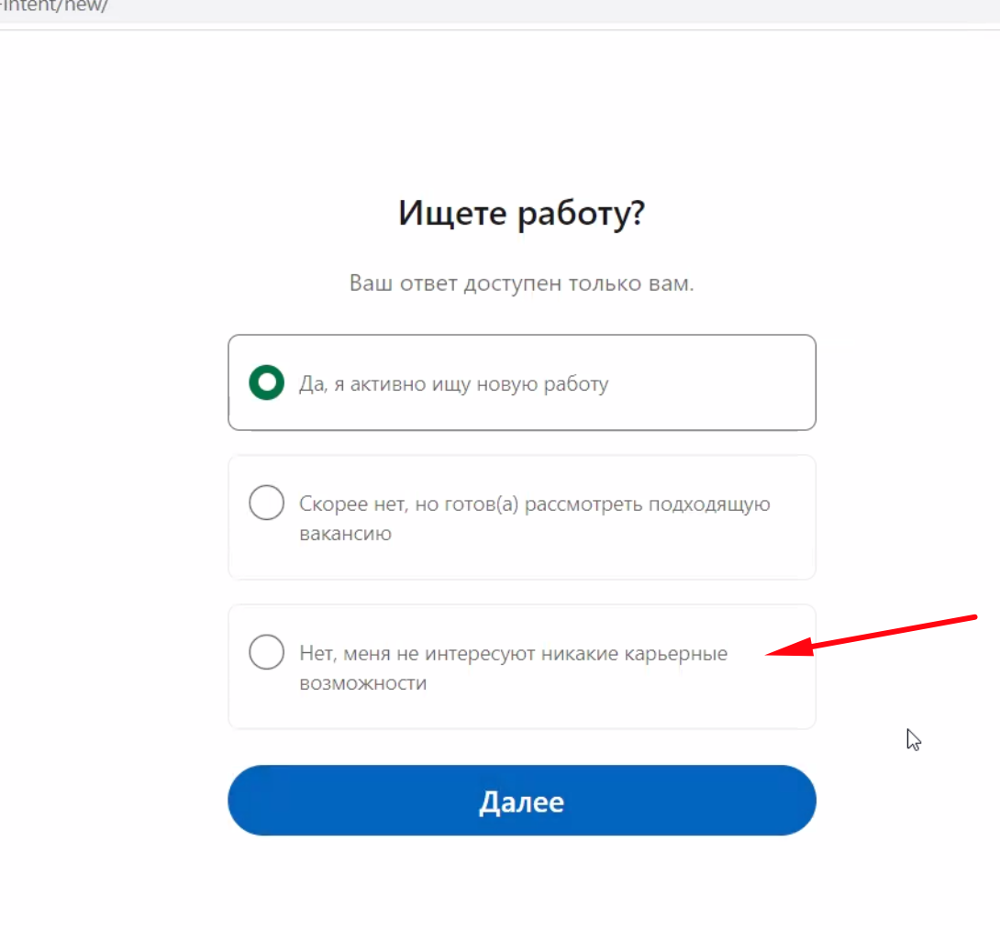 -intent/new/
Ищете работу?
Ваш ответ доступен только вам.
Да, я активно ищу новую работу
Скорее нет, но готов(а) рассмотреть подходящую
вакансию
Нет, меня не интересуют никакие карьерные
возможности
Далее